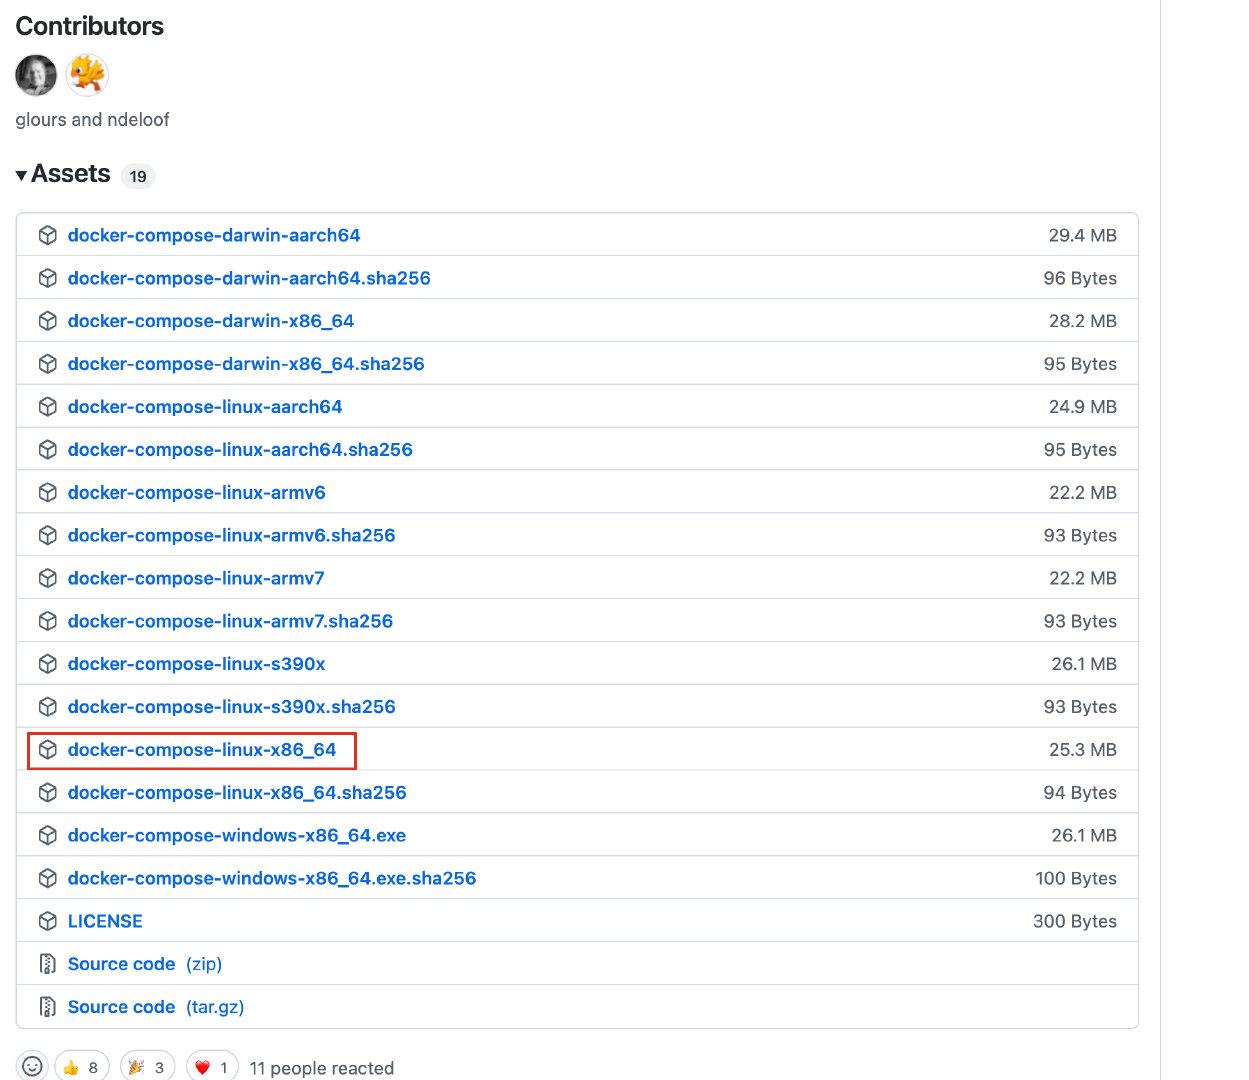 Contributors
glours and ndeloof
Assets 19
docker-compose-darwin-aarch64 29.4 MB
docker-compose-darwin-aarch64.sha256 96 Bytes
docker-compose-darwin-x86_64 28.2 MB
docker-compose-darwin-x86_64.sha256 95 Bytes
docker-compose-linux-aarch64 24.9 MB
docker-compose-linux-aarch64.sha256 95 Bytes
docker-compose-linux-armv6 22.2 MB
docker-compose-linux-armv6.sha256 93 Bytes
docker-compose-linux-armv7 22.2 MB
docker-compose-linux-armv7.sha256 93 Bytes
docker-compose-linux-s390x 26.1 MB
docker-compose-linux-s390x.sha256 93 Bytes
docker-compose-linux-x86_64 25.3 MB
docker-compose-linux-x86_64.sha256 94 Bytes
docker-compose-windows-x86_64.exe 26.1 MB
docker-compose-windows-x86_64.exe.sha256 100 Bytes
LICENSE 300 Bytes
Source code (zip)
Source code (tar.gz)
8 3 1 11 people reacted